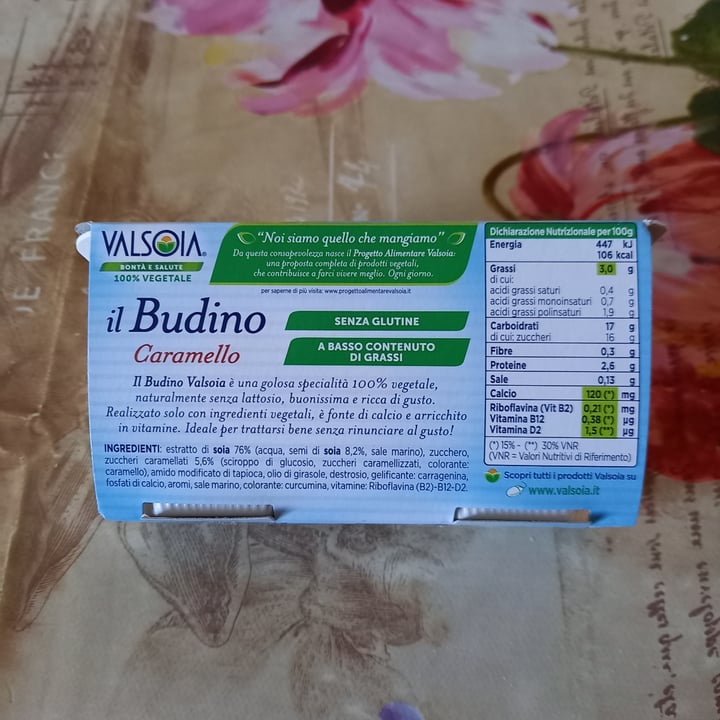 VALSOIA®
BONTÀ E SALUTE
100% VEGETALE
"Noi siamo quello che mangiamo"
Da questa consapevolezza nasce il Progetto Alimentare Valsoia:
una proposta completa di prodotti vegetali,
che contribuisce a farci vivere meglio. Ogni giorno.
per saperne di più visita: www.progettoalimentarevalsoia.it
il Budino
Caramello
SENZA GLUTINE
A BASSO CONTENUTO
DI GRASSI
Il Budino Valsoia è una golosa specialità 100% vegetale,
naturalmente senza lattosio, buonissima e ricca di gusto.
Realizzato solo con ingredienti vegetali, è fonte di calcio e arricchito
in vitamine. Ideale per trattarsi bene senza rinunciare al gusto!
INGREDIENTI: estratto di soia 76% (acqua, semi di soia 8,2%, sale marino), zucchero,
zuccheri caramellati 5,6% (sciroppo di glucosio, zuccheri caramellizzati, colorante:
caramello), amido modificato di tapioca, olio di girasole, destrosio, gelificante: carragenina,
fosfati di calcio, aromi, sale marino, colorante: curcumina, vitamine: Riboflavina (B2)-B12-D2.
Dichiarazione Nutrizionale per 100g
Energia 447 kJ
106 kcal
Grassi 3,0 g
di cui:
acidi grassi saturi 0,4 g
acidi grassi monoinsaturi 0,7 g
acidi grassi polinsaturi 1,9 g
Carboidrati 17 g
di cui: zuccheri 16 g
Fibre 0,3 g
Proteine 2,6 g
Sale 0,13 g
Calcio 120 (*) mg
Riboflavina (Vit B2) 0,21 (*) mg
Vitamina B12 0,38 (*) µg
Vitamina D2 1,5 (**) µg
(*) 15% - (**) 30% VNR
(VNR = Valori Nutritivi di Riferimento)
Scopri tutti i prodotti Valsoia su
www.valsoia.it
JE FRANCE